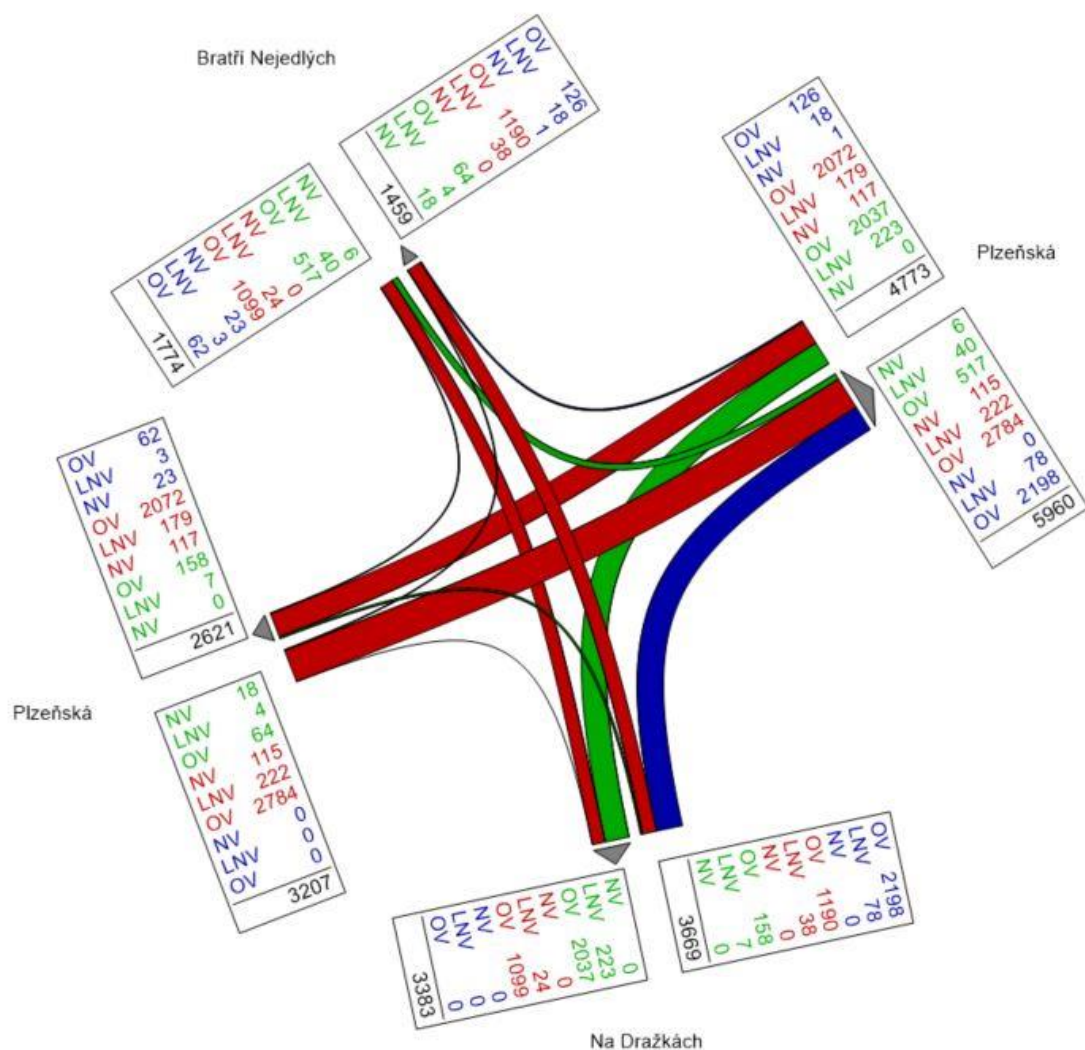 Bratří Nejedlých
NV 18
LNV 4
OV 64
NV 0
LNV 38
OV 1190
NV 1
LNV 18
OV 126
1459
OV 126
LNV 18
NV 1
OV 2072
LNV 179
NV 117
OV 2037
LNV 223
NV 0
4773
Plzeňská
OV 62
LNV 3
NV 23
OV 1099
LNV 24
NV 0
OV 517
LNV 40
NV 6
1774
NV 6
LNV 40
OV 517
NV 115
LNV 222
OV 2784
NV 0
LNV 78
OV 2198
5960
OV 62
LNV 3
NV 23
OV 2072
LNV 179
NV 117
OV 158
LNV 7
NV 0
2621
Plzeňská
NV 18
LNV 4
OV 64
NV 115
LNV 222
OV 2784
NV 0
LNV 0
OV 0
3207
OV 0
LNV 0
NV 0
OV 1099
LNV 24
NV 0
OV 2037
LNV 223
NV 0
3383
NV 0
LNV 7
OV 158
NV 0
LNV 38
OV 1190
NV 0
LNV 78
OV 2198
3669
Na Dražkách